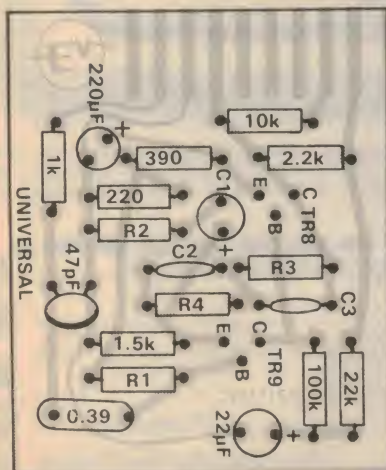 EV
220µF
+
10k
1k
390
2.2k
C1
E
C
TR8
220
B
UNIVERSAL
R2
+
C2
R3
47pF
R4
C3
1.5k
E
C
TR9
B
R1
100k
22k
0.39
22µF
+